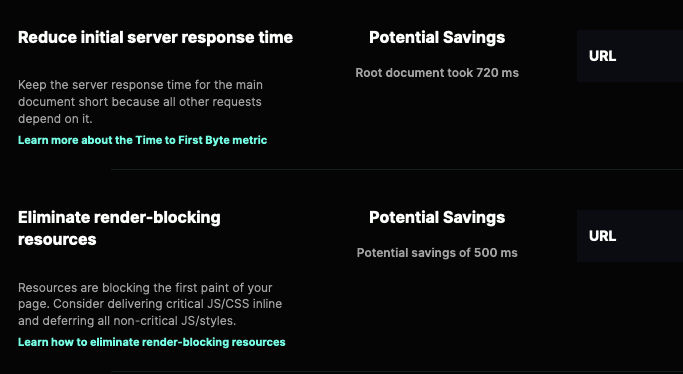 Reduce initial server response time
Potential Savings
URL
Root document took 720 ms
Keep the server response time for the main
document short because all other requests
depend on it.
Learn more about the Time to First Byte metric
Eliminate render-blocking
resources
Potential Savings
URL
Potential savings of 500 ms
Resources are blocking the first paint of your
page. Consider delivering critical JS/CSS inline
and deferring all non-critical JS/styles.
Learn how to eliminate render-blocking resources